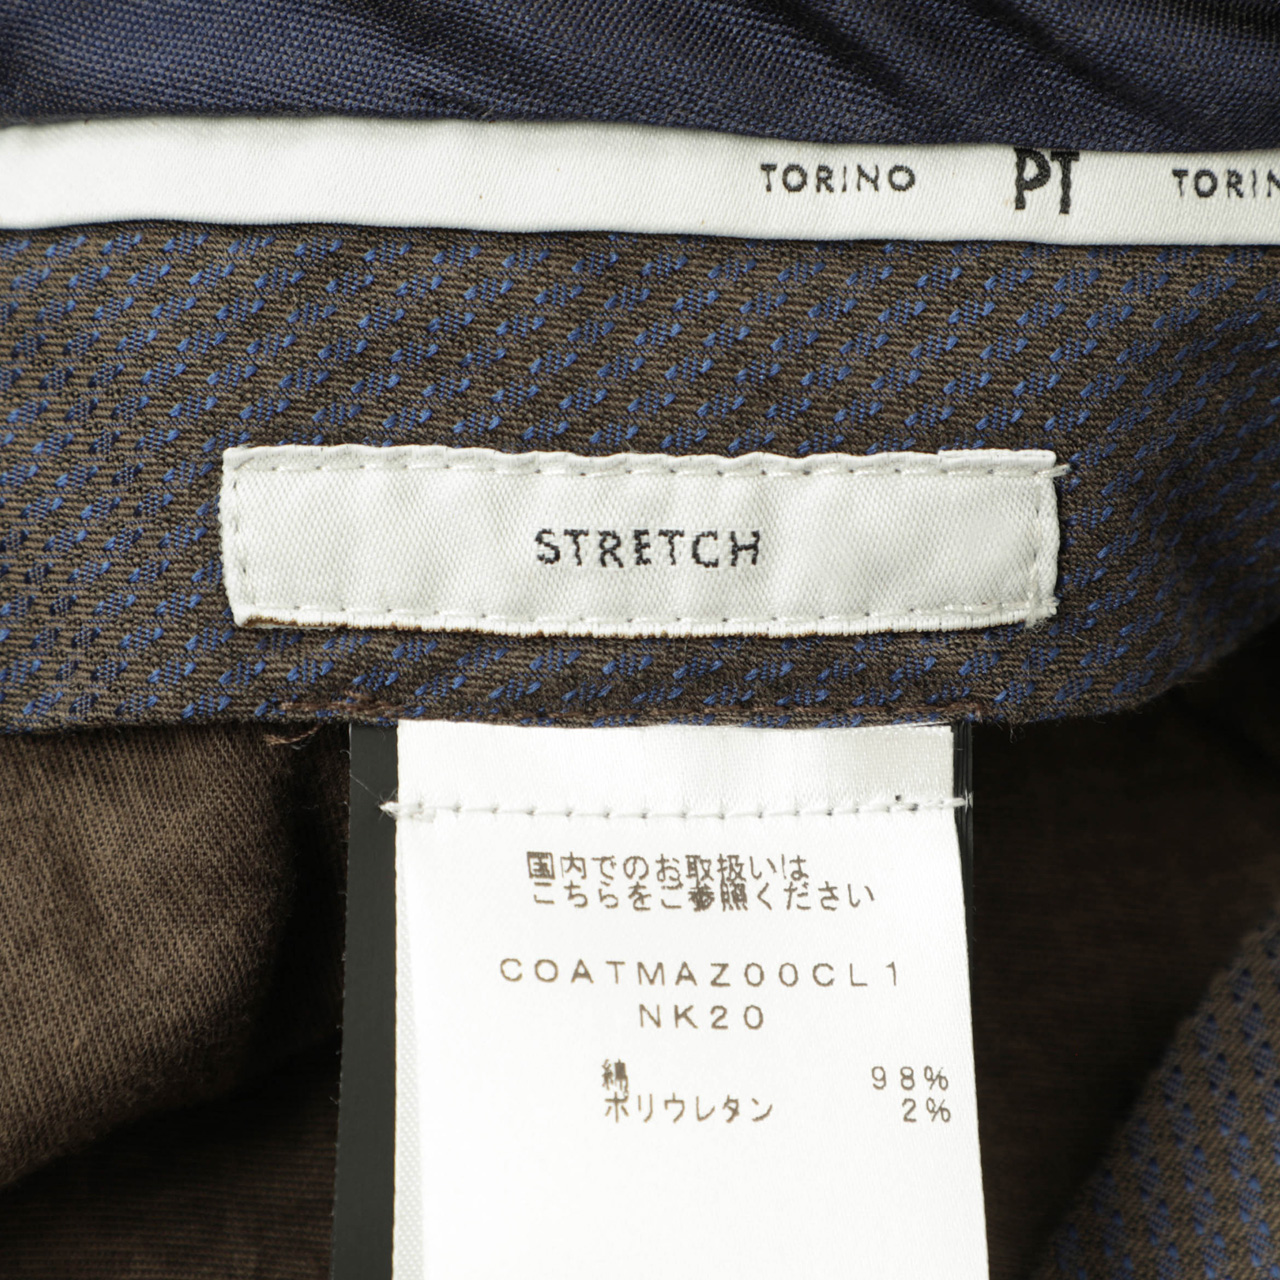 TORINO PT TORIN
STRETCH
国内でのお取扱いは
こちらをご参照ください
COATMAZ00CL1
NK20
綿 98%
ポリウレタン 2%